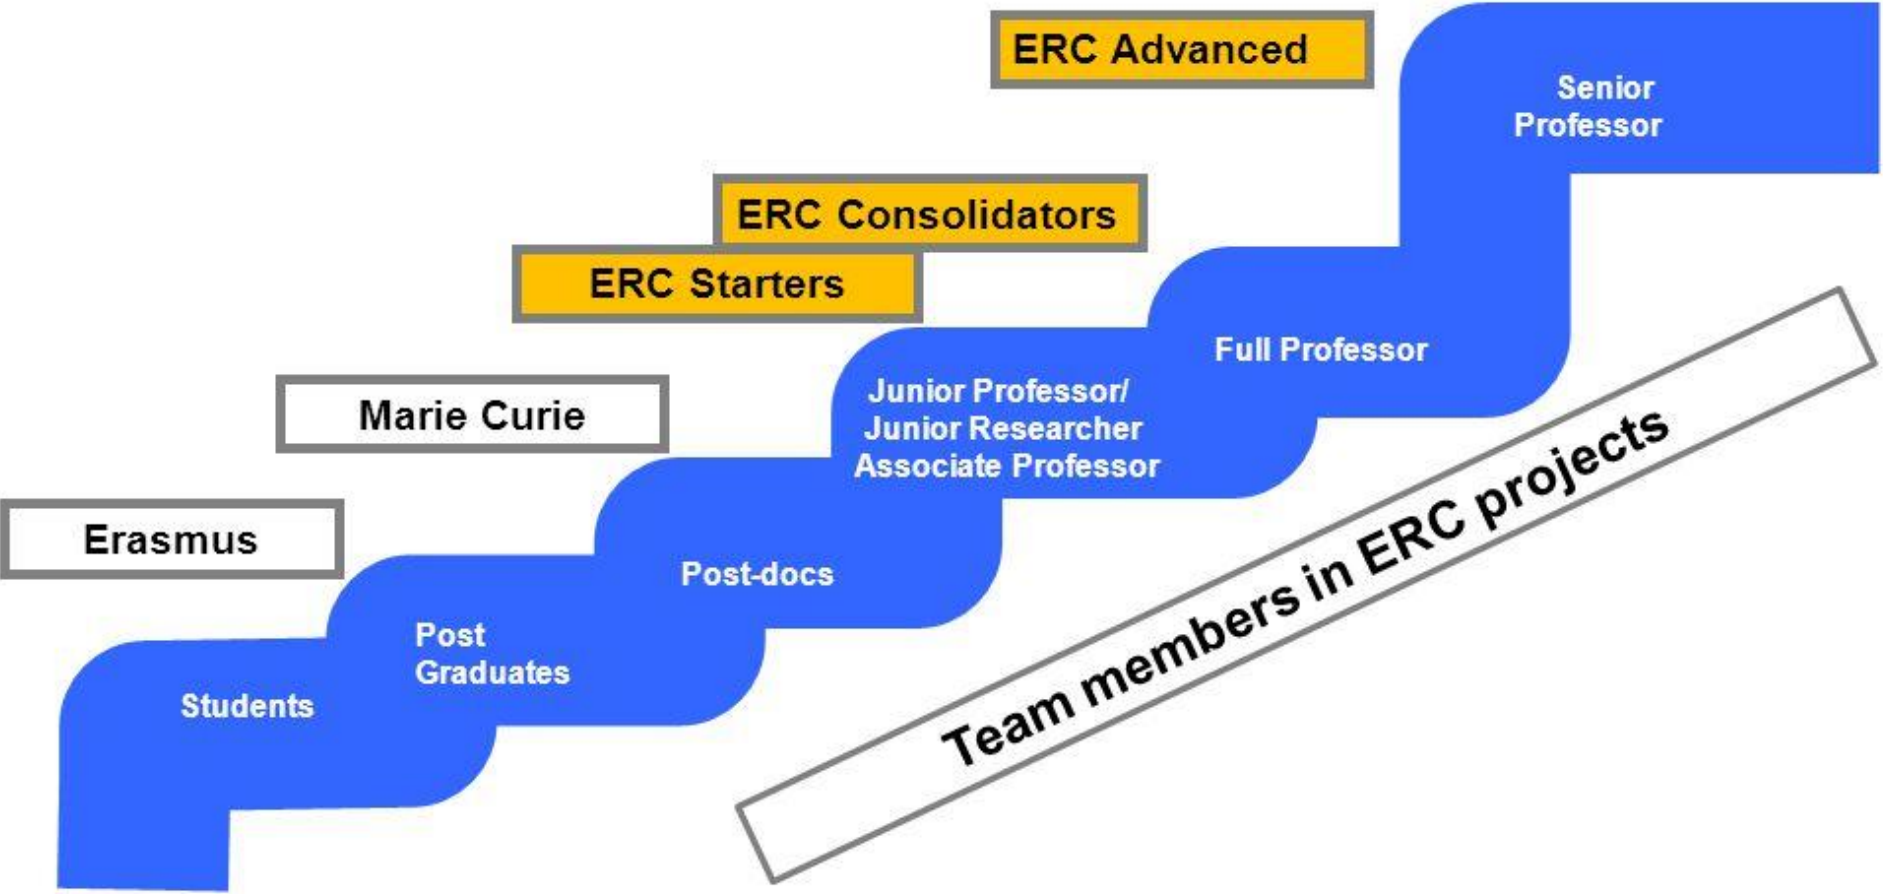 ERC Advanced
Senior
Professor
ERC Consolidators
ERC Starters
Full Professor
Junior Professor/
Junior Researcher
Associate Professor
Marie Curie
Post-docs
Erasmus
Post
Graduates
Students
Team members in ERC projects